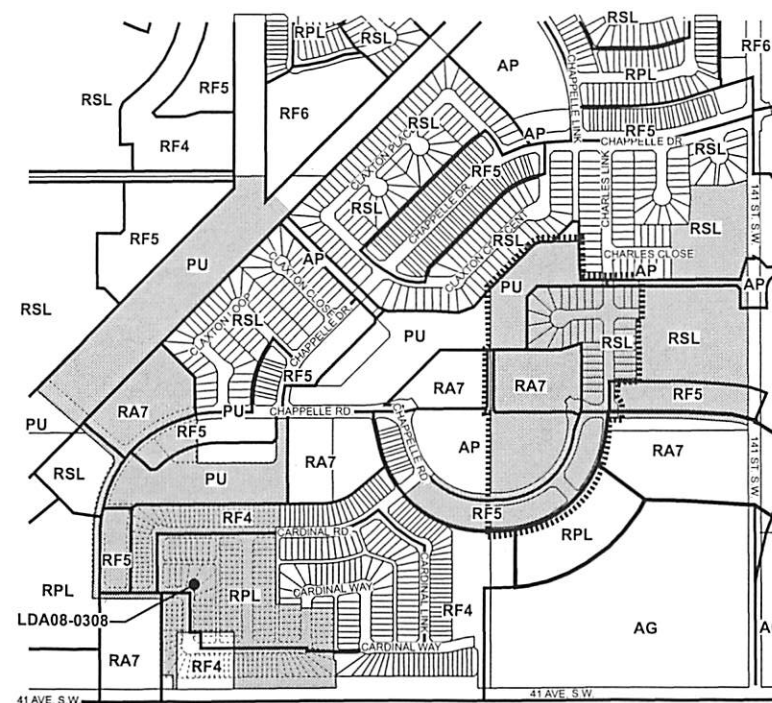 RSL
RPL
RSL
AP
CHAPPELLE LINK
RSL
RPL
RF6
RF5
RSL
RF6
RF4
AP
RF5
CHAPPELLE DR
RSL
CLAXTON PLACE
RSL
RF5
CHAPPELLE DR
RSL
CHARLES LINK
RSL
141 ST. S.W.
RF5
PU
AP
CLAXTON CRESCENT
RSL
CHARLES CLOSE
AP
AP
RSL
CLAXTON CLOSE
CLAXTON LOOP
RSL
CHAPPELLE DR
PU
PU
RSL
RSL
RF5
RA7
RA7
RF5
PU
RA7
RF5
PU
CHAPPELLE RD
CHAPPELLE RD
AP
RA7
141 ST. S.W.
RSL
PU
RA7
RF4
RF5
RF5
CARDINAL RD
RPL
RPL
RPL
CARDINAL WAY
CARDINAL LINK
RF4
AG
LDA08-0308
RA7
RF4
CARDINAL WAY
41 AVE. S.W.
41 AVE. S.W.